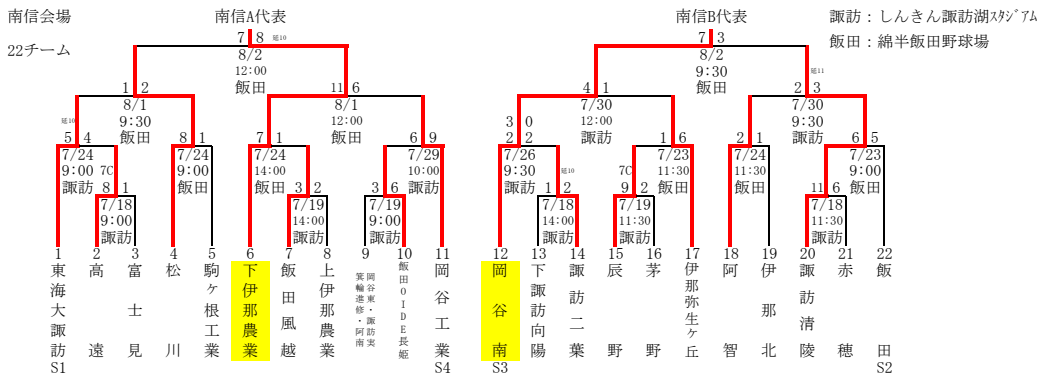 南信会場
南信A代表
南信B代表
諏訪：しんきん諏訪湖スタジアム
22チーム
飯田：綿半飯田野球場
7 8 延10
8/2
12:00
飯田
7 3
8/2
9:30
飯田
1 2
8/1
9:30
飯田
11 6
8/1
12:00
飯田
4 1
7/30
12:00
諏訪
延11
2 3
7/30
9:30
諏訪
延10
5 4
7/24
9:00
諏訪
8 1
7/24
9:00
飯田
7 1
7/24
14:00
飯田
6 9
7/29
10:00
諏訪
3 0
2 2
7/26
9:30
諏訪
1 6
7/23
11:30
飯田
2 1
7/24
11:30
飯田
6 5
7/23
9:00
飯田
7C
8 1
7/18
9:00
諏訪
3 2
7/19
14:00
飯田
3 6
7/19
9:00
飯田
延10
1 2
7/18
14:00
諏訪
7C
9 2
7/19
11:30
諏訪
11 6
7/18
11:30
諏訪
1 東海大諏訪 S1
2 高遠
3 富士見
4 松川
5 駒ヶ根工業
6 下伊那農業
7 飯田風越
8 上伊那農業
9 岡谷東・諏訪実
箕輪進修・阿南
10 飯田OIDE長姫
11 岡谷工業 S4
12 岡谷南 S3
13 下諏訪向陽
14 諏訪二葉
15 辰野
16 茅野
17 伊那弥生ヶ丘
18 阿智
19 伊那北
20 諏訪清陵
21 赤穂
22 飯田 S2